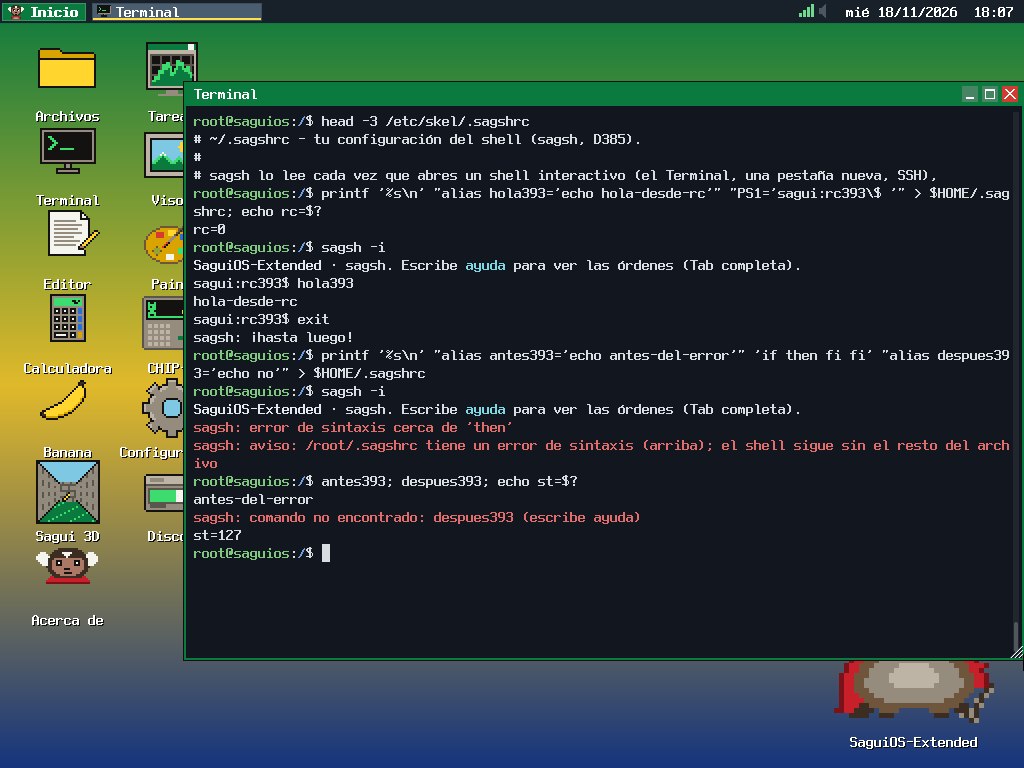 Inicio
Terminal
mié 18/11/2026 18:07
Archivos
Tarea
Terminal
Viso
Editor
Pain
Calculadora
CHIP-
Banana
Configur
Sagui 3D
Disco
Acerca de
Terminal
root@saguios:/$ head -3 /etc/skel/.sagshrc
# ~/.sagshrc - tu configuración del shell (sagsh, D385).
#
# sagsh lo lee cada vez que abres un shell interactivo (el Terminal, una pestaña nueva, SSH),
root@saguios:/$ printf '%s\n' "alias hola393='echo hola-desde-rc'" "PS1='sagui:rc393\$ '" > $HOME/.sag
shrc; echo rc=$?
rc=0
root@saguios:/$ sagsh -i
SaguiOS-Extended · sagsh. Escribe ayuda para ver las órdenes (Tab completa).
sagui:rc393$ hola393
hola-desde-rc
sagui:rc393$ exit
sagsh: ¡hasta luego!
root@saguios:/$ printf '%s\n' "alias antes393='echo antes-del-error'" 'if then fi fi' "alias despues39
3='echo no'" > $HOME/.sagshrc
root@saguios:/$ sagsh -i
SaguiOS-Extended · sagsh. Escribe ayuda para ver las órdenes (Tab completa).
sagsh: error de sintaxis cerca de 'then'
sagsh: aviso: /root/.sagshrc tiene un error de sintaxis (arriba); el shell sigue sin el resto del arch
ivo
root@saguios:/$ antes393; despues393; echo st=$?
antes-del-error
sagsh: comando no encontrado: despues393 (escribe ayuda)
st=127
root@saguios:/$
SaguiOS-Extended